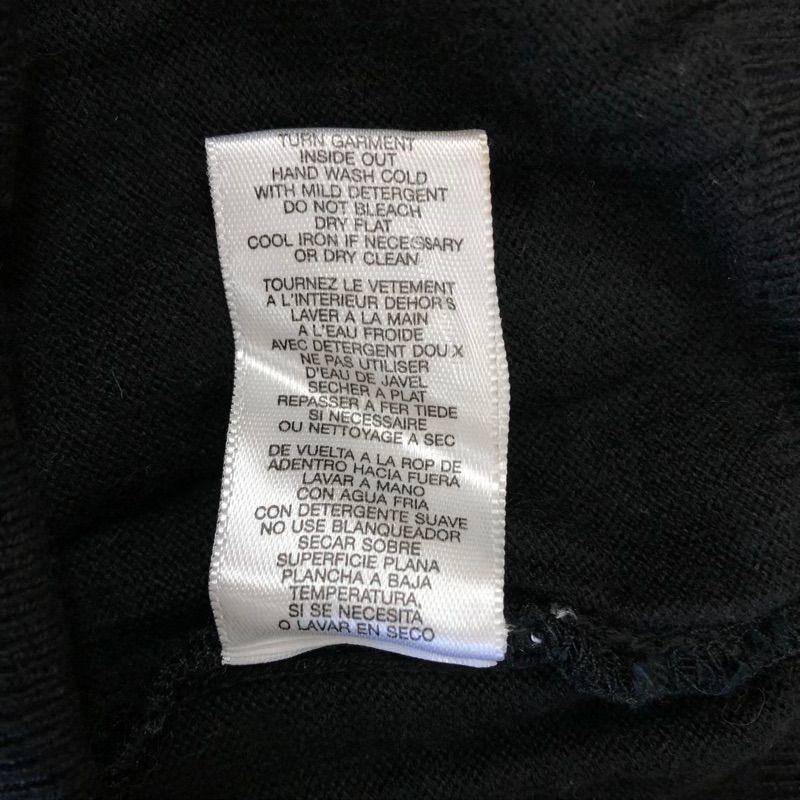 TURN GARMENT
INSIDE OUT
HAND WASH COLD
WITH MILD DETERGENT
DO NOT BLEACH
DRY FLAT
COOL IRON IF NECESSARY
OR DRY CLEAN
TOURNEZ LE VETEMENT
A L'INTERIEUR DEHORS
LAVER A LA MAIN
A L'EAU FROIDE
AVEC DETERGENT DOUX
NE PAS UTILISER
D'EAU DE JAVEL
SECHER A PLAT
REPASSER A FER TIEDE
SI NECESSAIRE
OU NETTOYAGE A SEC
DE VUELTA A LA ROP DE
ADENTRO HACIA FUERA
LAVAR A MANO
CON AGUA FRIA
CON DETERGENTE SUAVE
NO USE BLANQUEADOR
SECAR SOBRE
SUPERFICIE PLANA
PLANCHA A BAJA
TEMPERATURA,
SI SE NECESITA
O LAVAR EN SECO